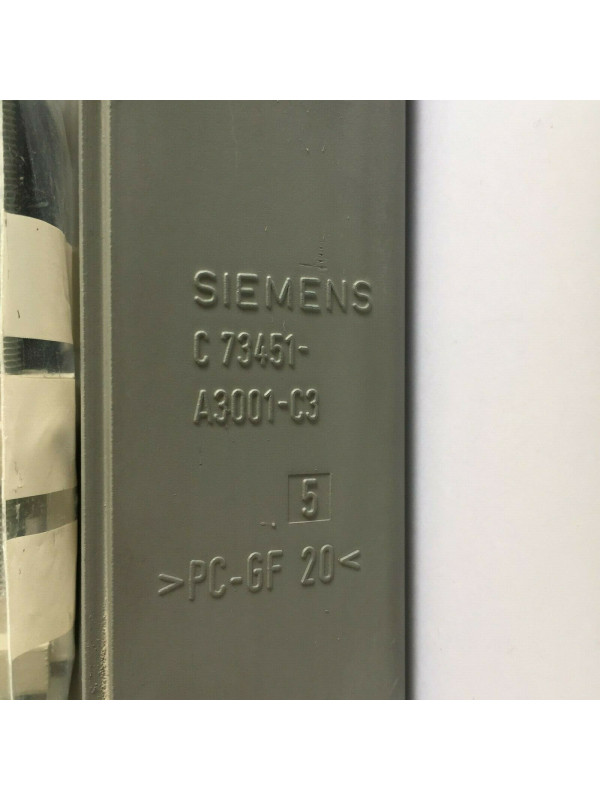 SIEMENS
C 73451-
A3001-C3
5
>PC-GF 20<